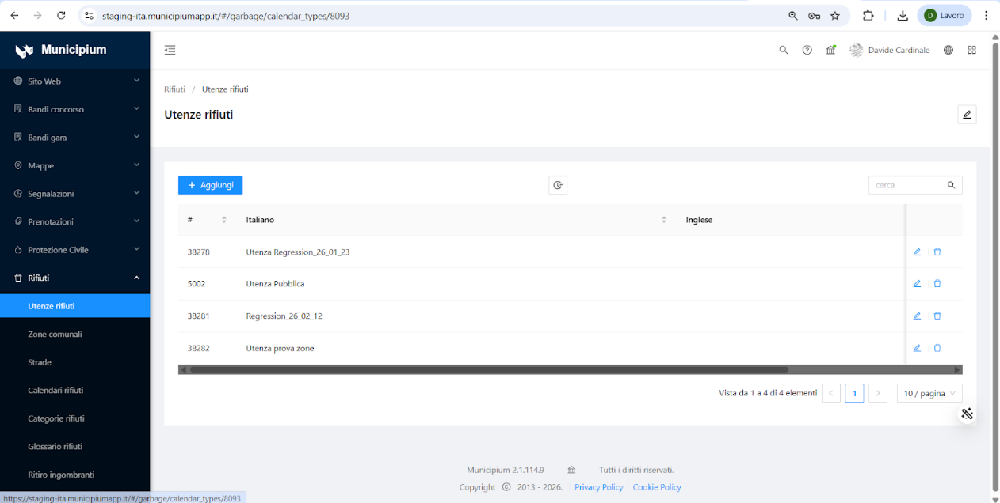 staging-ita.municipiumapp.it/#/garbage/calendar_types/8093
D Lavoro
Municipium
Davide Cardinale
Sito Web
Bandi concorso
Bandi gara
Mappe
Segnalazioni
Prenotazioni
Protezione Civile
Rifiuti
Utenze rifiuti
Zone comunali
Strade
Calendari rifiuti
Categorie rifiuti
Glossario rifiuti
Ritiro ingombranti
Rifiuti / Utenze rifiuti
Utenze rifiuti
+ Aggiungi
cerca
# Italiano Inglese
38278 Utenza Regression_26_01_23
5002 Utenza Pubblica
38281 Regression_26_02_12
38282 Utenza prova zone
Vista da 1 a 4 di 4 elementi < 1 > 10 / pagina
Municipium 2.1.114.9 Tutti i diritti riservati.
Copyright © 2013 - 2026. Privacy Policy Cookie Policy
https://staging-ita.municipiumapp.it/#/garbage/calendar_types/8093